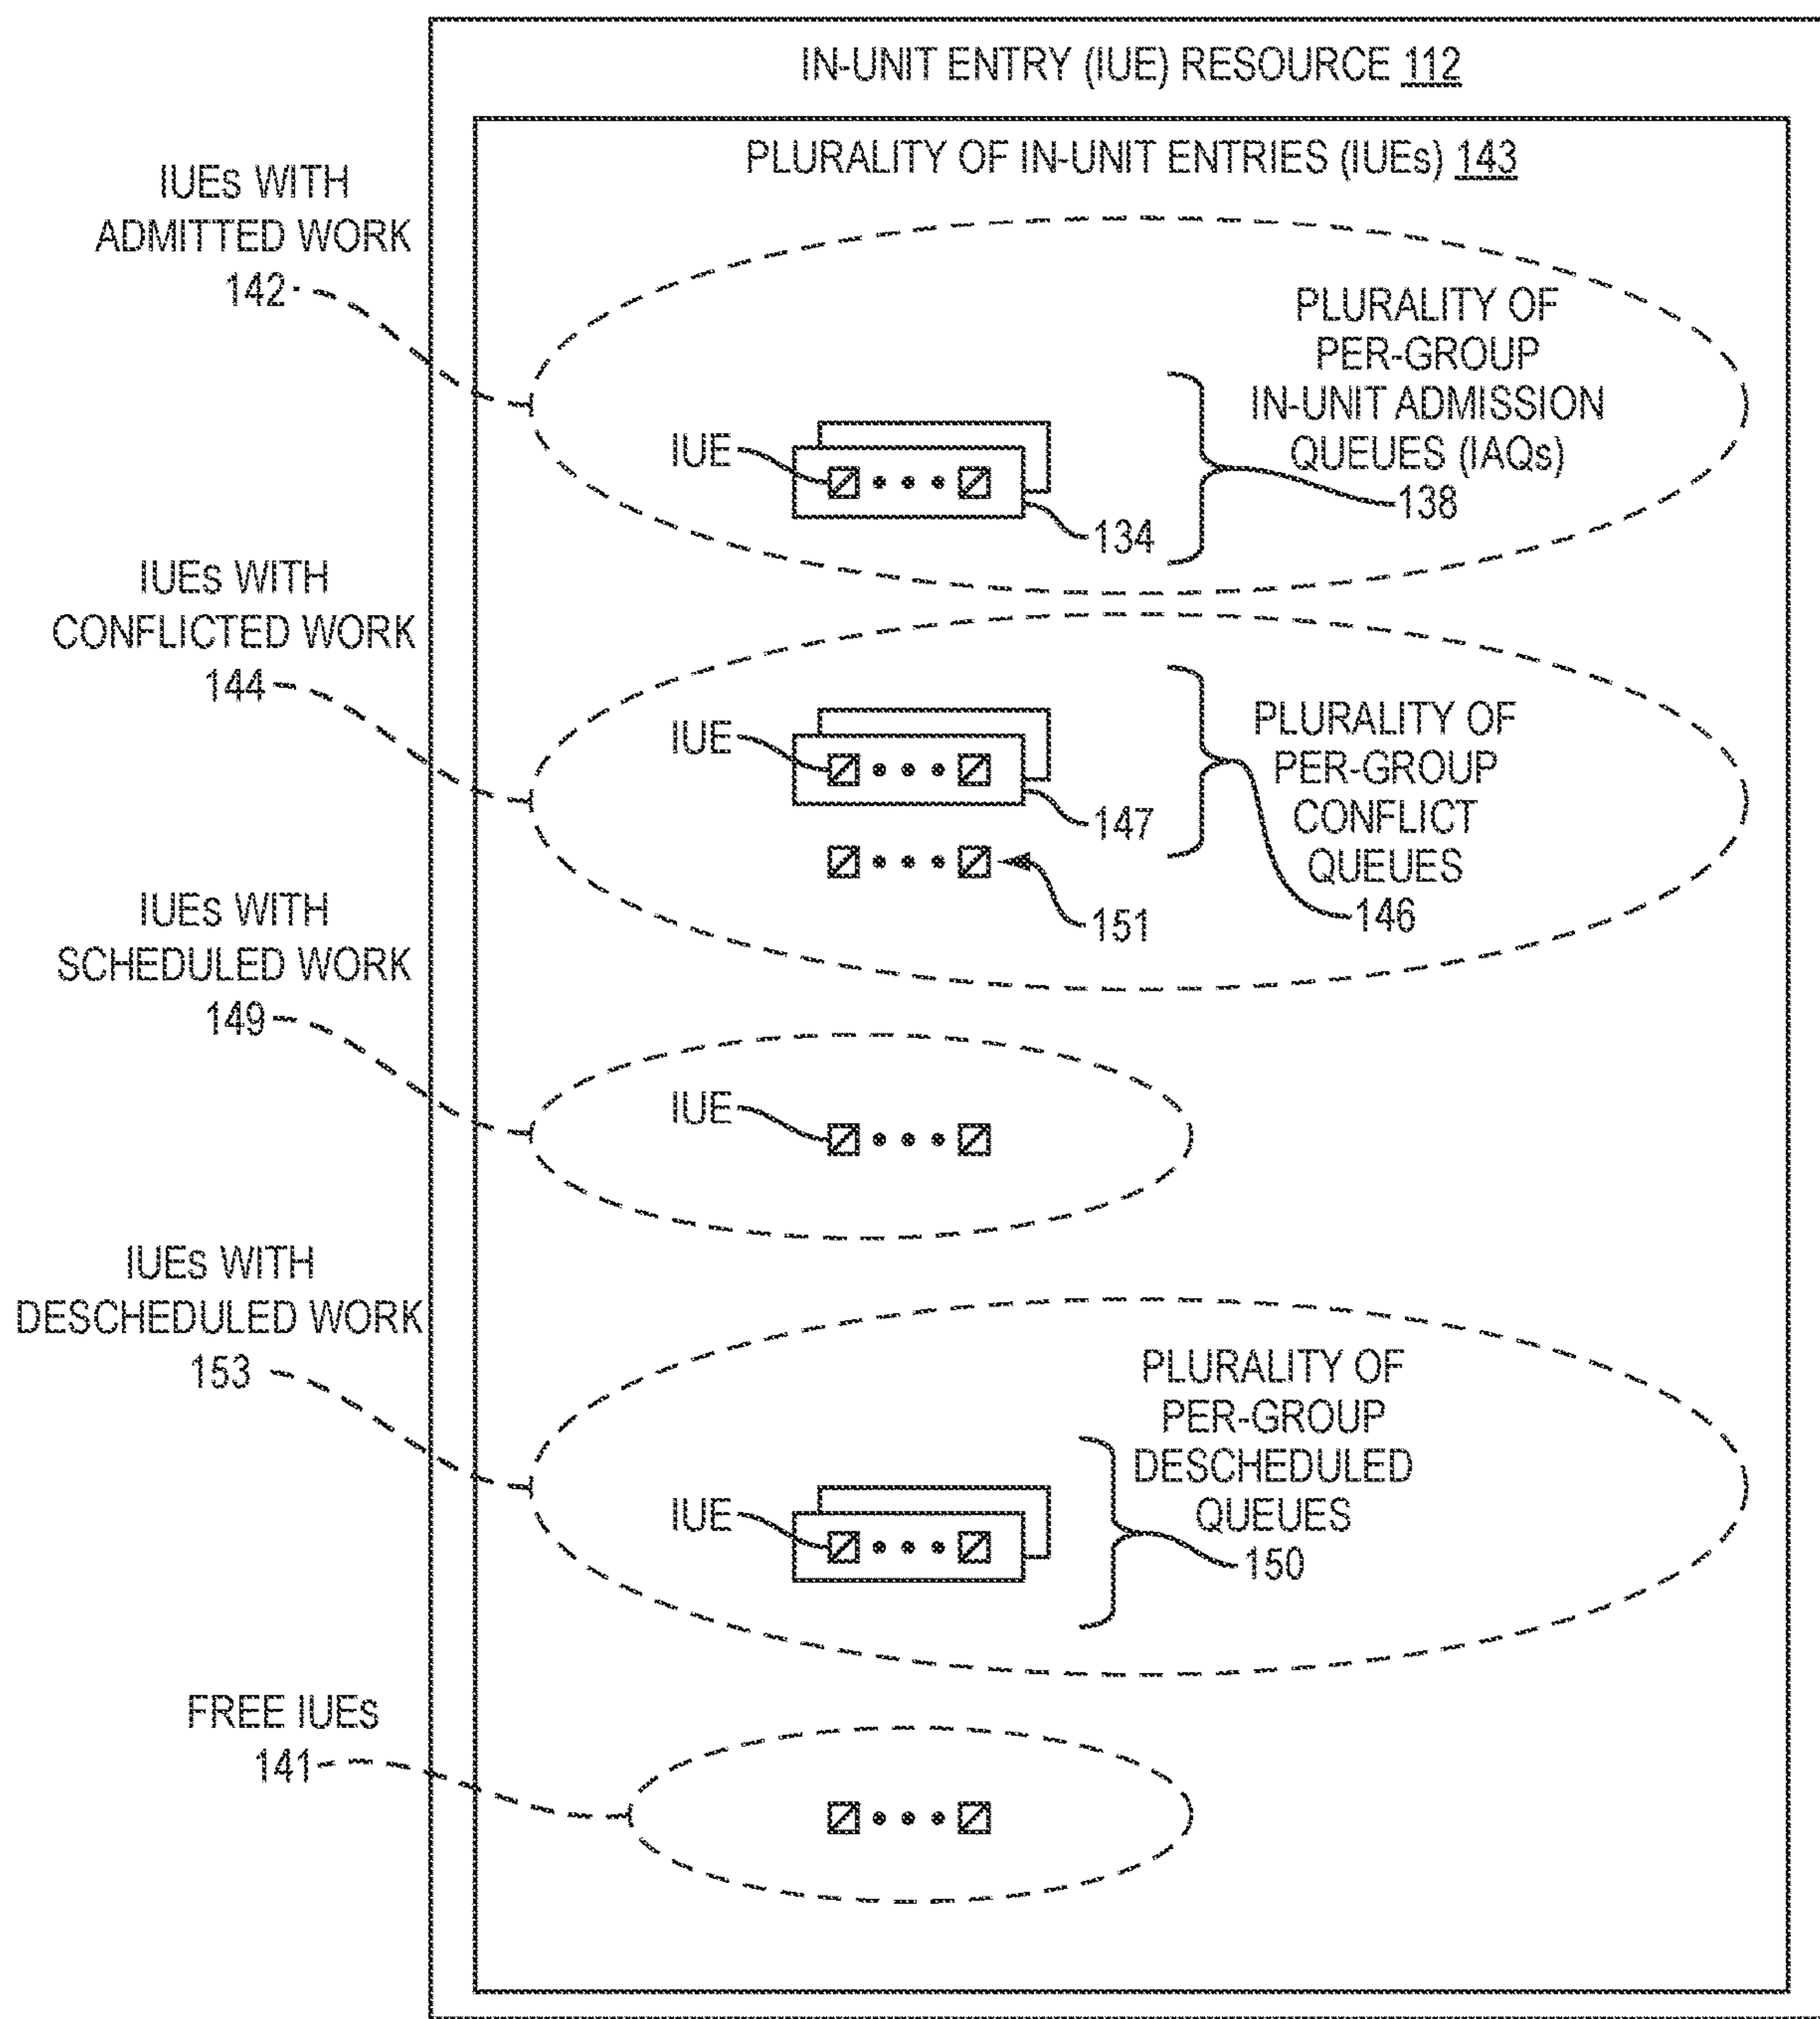 IN-UNIT ENTRY (IUE) RESOURCE 112
PLURALITY OF IN-UNIT ENTRIES (IUEs) 143
IUEs WITH
ADMITTED WORK
142
PLURALITY OF
PER-GROUP
IN-UNIT ADMISSION
QUEUES (IAQs)
138
IUE
134
IUEs WITH
CONFLICTED WORK
144
IUE
147
151
PLURALITY OF
PER-GROUP
CONFLICT
QUEUES
146
IUEs WITH
SCHEDULED WORK
149
IUE
IUEs WITH
DESCHEDULED WORK
153
PLURALITY OF
PER-GROUP
DESCHEDULED
QUEUES
150
IUE
FREE IUEs
141